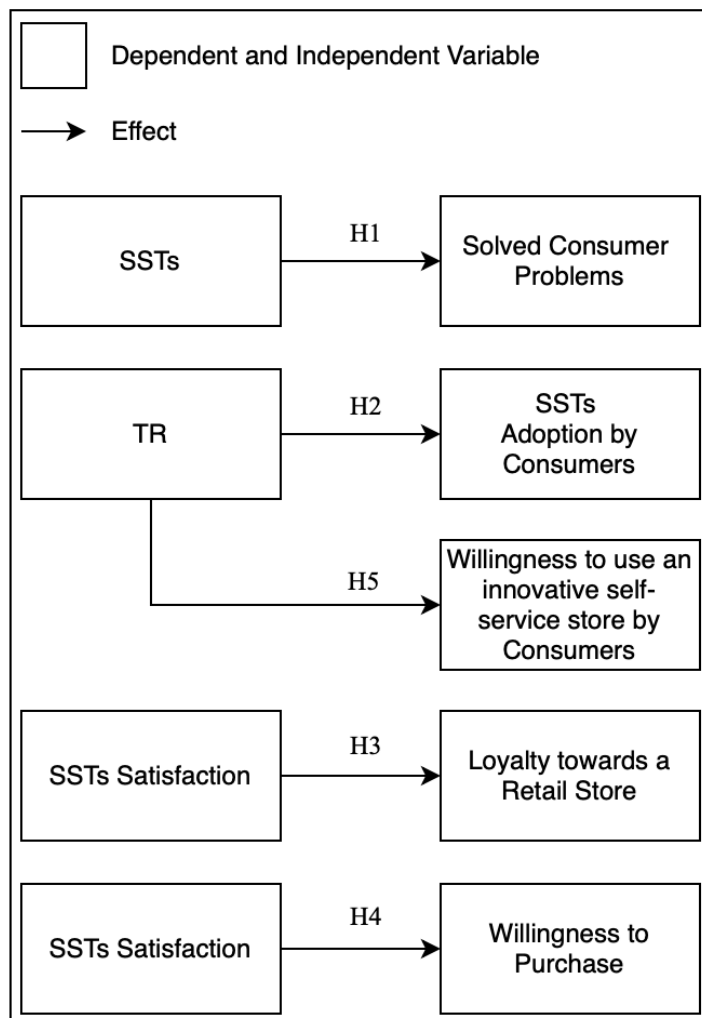 Dependent and Independent Variable
Effect
SSTs
H1
Solved Consumer
Problems
TR
H2
SSTs
Adoption by
Consumers
H5
Willingness to use an
innovative self-
service store by
Consumers
SSTs Satisfaction
H3
Loyalty towards a
Retail Store
SSTs Satisfaction
H4
Willingness to
Purchase